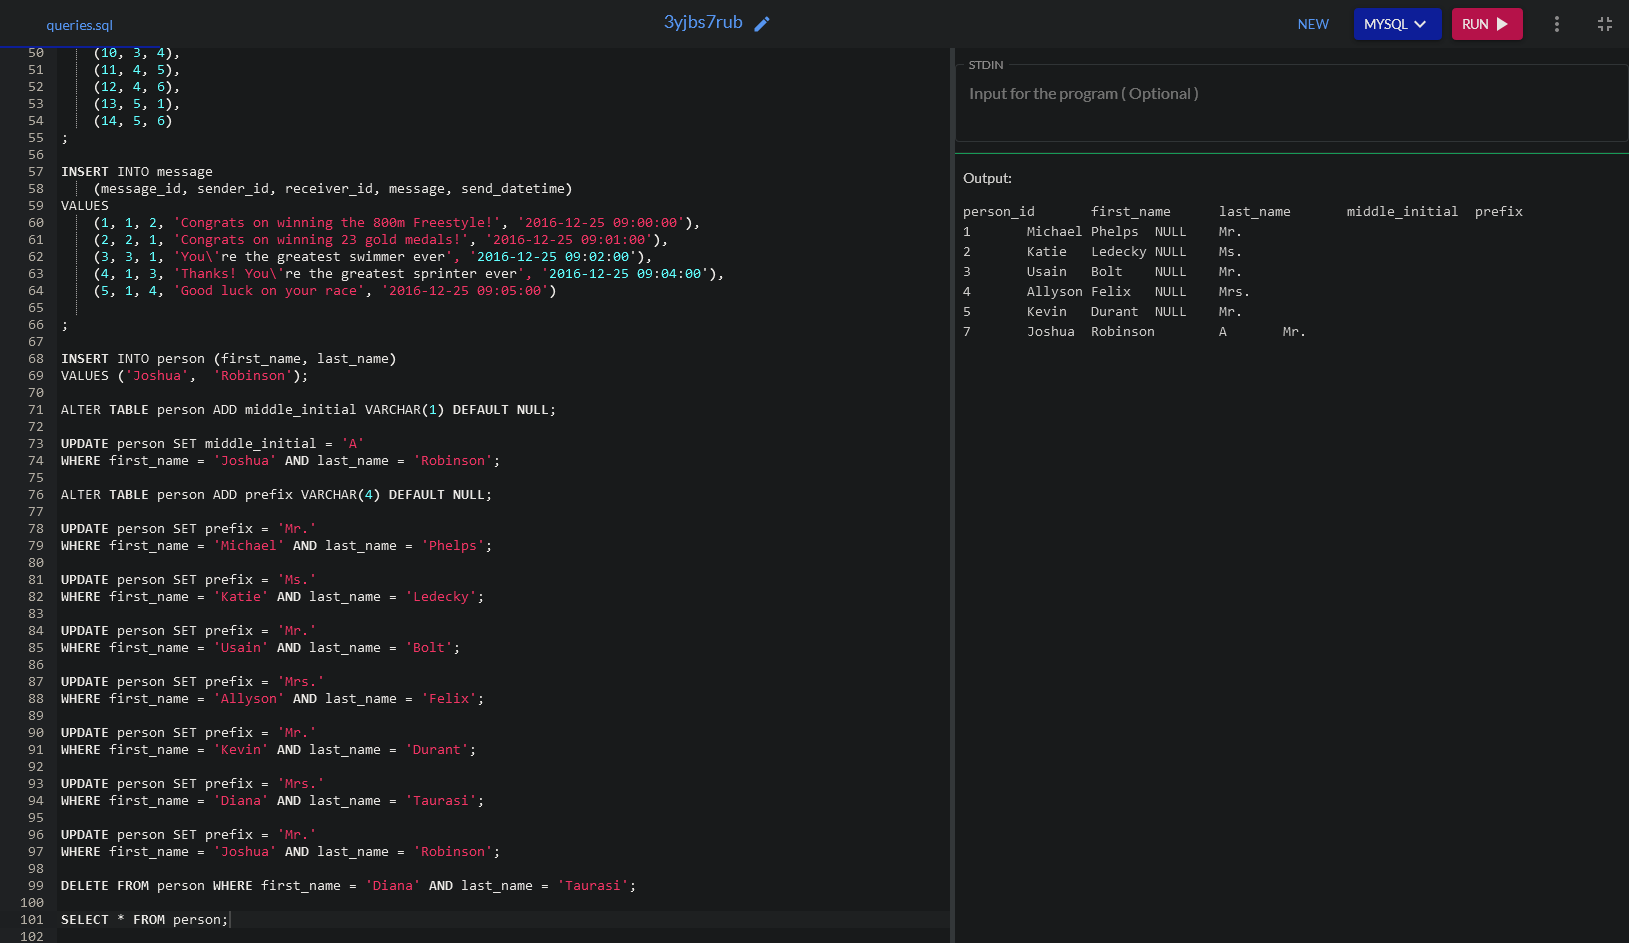 queries.sql
3yjbs7rub
NEW
MYSQL
RUN
50 (10, 3, 4),
51 (11, 4, 5),
52 (12, 4, 6),
53 (13, 5, 1),
54 (14, 5, 6)
55 ;
56
57 INSERT INTO message
58 (message_id, sender_id, receiver_id, message, send_datetime)
59 VALUES
60 (1, 1, 2, 'Congrats on winning the 800m Freestyle!', '2016-12-25 09:00:00'),
61 (2, 2, 1, 'Congrats on winning 23 gold medals!', '2016-12-25 09:01:00'),
62 (3, 3, 1, 'You\'re the greatest swimmer ever', '2016-12-25 09:02:00'),
63 (4, 1, 3, 'Thanks! You\'re the greatest sprinter ever', '2016-12-25 09:04:00'),
64 (5, 1, 4, 'Good luck on your race', '2016-12-25 09:05:00')
65
66 ;
67
68 INSERT INTO person (first_name, last_name)
69 VALUES ('Joshua',  'Robinson');
70
71 ALTER TABLE person ADD middle_initial VARCHAR(1) DEFAULT NULL;
72
73 UPDATE person SET middle_initial = 'A'
74 WHERE first_name = 'Joshua' AND last_name = 'Robinson';
75
76 ALTER TABLE person ADD prefix VARCHAR(4) DEFAULT NULL;
77
78 UPDATE person SET prefix = 'Mr.'
79 WHERE first_name = 'Michael' AND last_name = 'Phelps';
80
81 UPDATE person SET prefix = 'Ms.'
82 WHERE first_name = 'Katie' AND last_name = 'Ledecky';
83
84 UPDATE person SET prefix = 'Mr.'
85 WHERE first_name = 'Usain' AND last_name = 'Bolt';
86
87 UPDATE person SET prefix = 'Mrs.'
88 WHERE first_name = 'Allyson' AND last_name = 'Felix';
89
90 UPDATE person SET prefix = 'Mr.'
91 WHERE first_name = 'Kevin' AND last_name = 'Durant';
92
93 UPDATE person SET prefix = 'Mrs.'
94 WHERE first_name = 'Diana' AND last_name = 'Taurasi';
95
96 UPDATE person SET prefix = 'Mr.'
97 WHERE first_name = 'Joshua' AND last_name = 'Robinson';
98
99 DELETE FROM person WHERE first_name = 'Diana' AND last_name = 'Taurasi';
100
101 SELECT * FROM person;
102
STDIN
Input for the program ( Optional )
Output:
person_id first_name last_name middle_initial prefix
1 Michael Phelps NULL Mr.
2 Katie Ledecky NULL Ms.
3 Usain Bolt NULL Mr.
4 Allyson Felix NULL Mrs.
5 Kevin Durant NULL Mr.
7 Joshua Robinson A Mr.